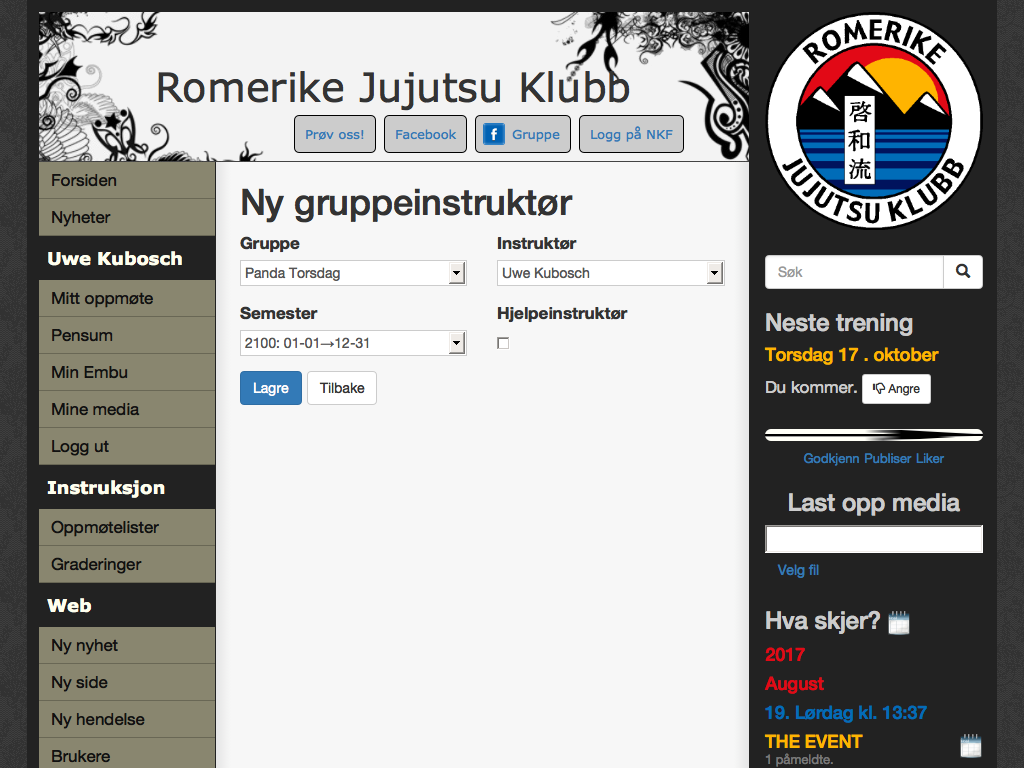 Romerike Jujutsu Klubb
Prøv oss!
Facebook
f Gruppe
Logg på NKF
Forsiden
Nyheter
Uwe Kubosch
Mitt oppmøte
Pensum
Min Embu
Mine media
Logg ut
Instruksjon
Oppmøtelister
Graderinger
Web
Ny nyhet
Ny side
Ny hendelse
Brukere
Ny gruppeinstruktør
Gruppe
Panda Torsdag
Instruktør
Uwe Kubosch
Semester
2100: 01-01→12-31
Hjelpeinstruktør
Lagre
Tilbake
ROMERIKE
啓和流
JUJUTSU KLUBB
Søk
Neste trening
Torsdag 17 . oktober
Du kommer. Angre
Godkjenn Publiser Liker
Last opp media
Velg fil
Hva skjer?
2017
August
19. Lørdag kl. 13:37
THE EVENT
1 påmeldte.